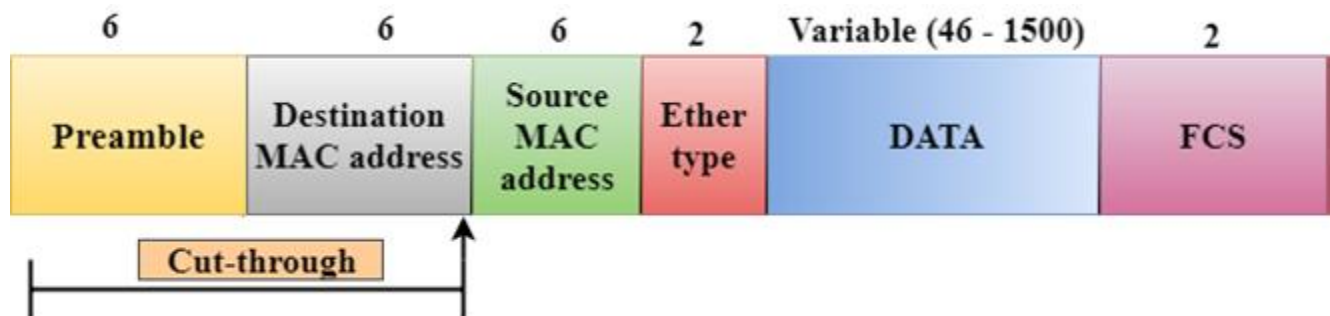 6 6 6 2 Variable (46 - 1500) 2
Preamble
Destination
MAC address
Source
MAC
address
Ether
type
DATA
FCS
Cut-through